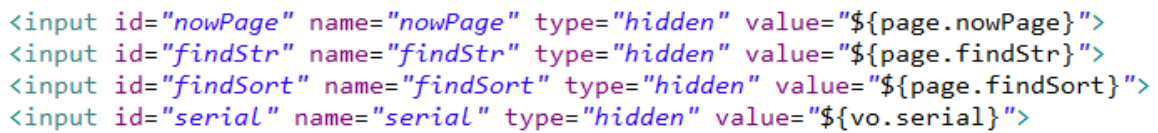 <input id="nowPage" name="nowPage" type="hidden" value="${page.nowPage}">
<input id="findStr" name="findStr" type="hidden" value="${page.findStr}">
<input id="findSort" name="findSort" type="hidden" value="${page.findSort}">
<input id="serial" name="serial" type="hidden" value="${vo.serial}">